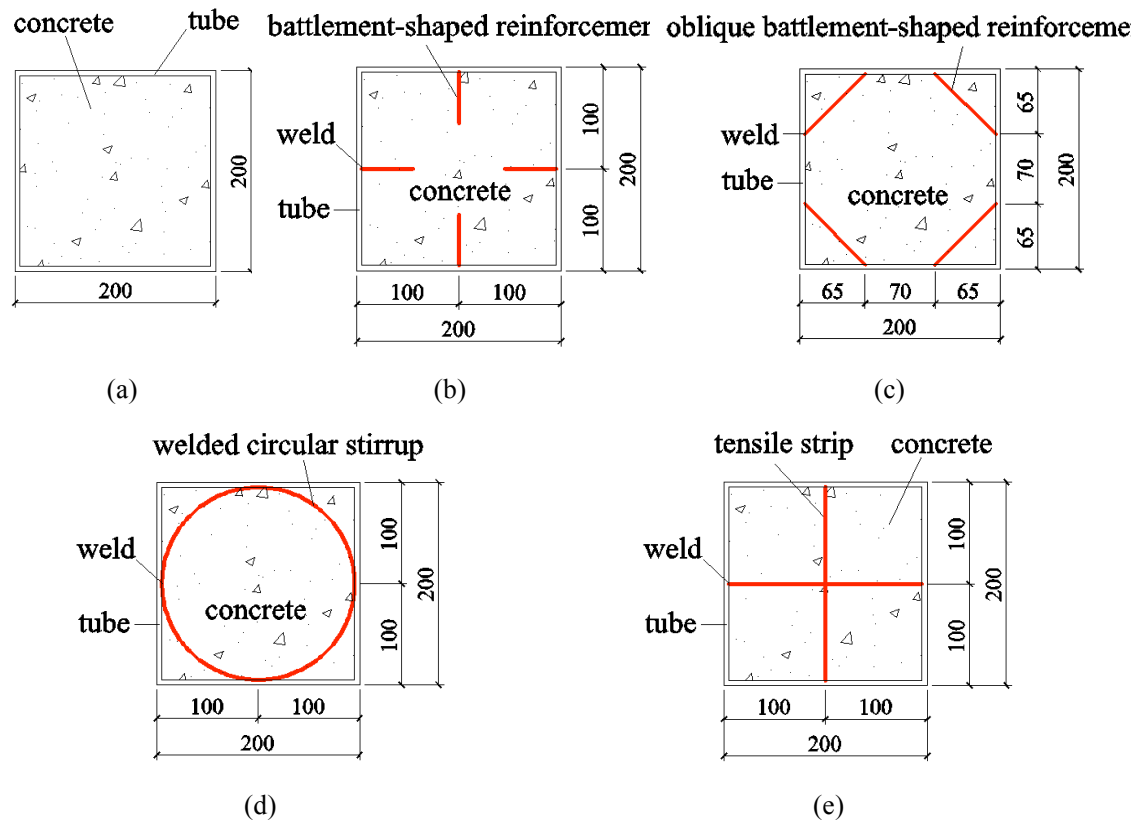 concrete tube
200
200
(a)
battlement-shaped reinforcemen
weld
tube
concrete
100
100
200
100 100
200
(b)
oblique battlement-shaped reinforceme
weld
tube
concrete
65
70
65
200
65 70 65
200
(c)
welded circular stirrup
weld
tube
concrete
100
100
200
100 100
200
(d)
tensile strip concrete
weld
tube
100
100
200
100 100
200
(e)